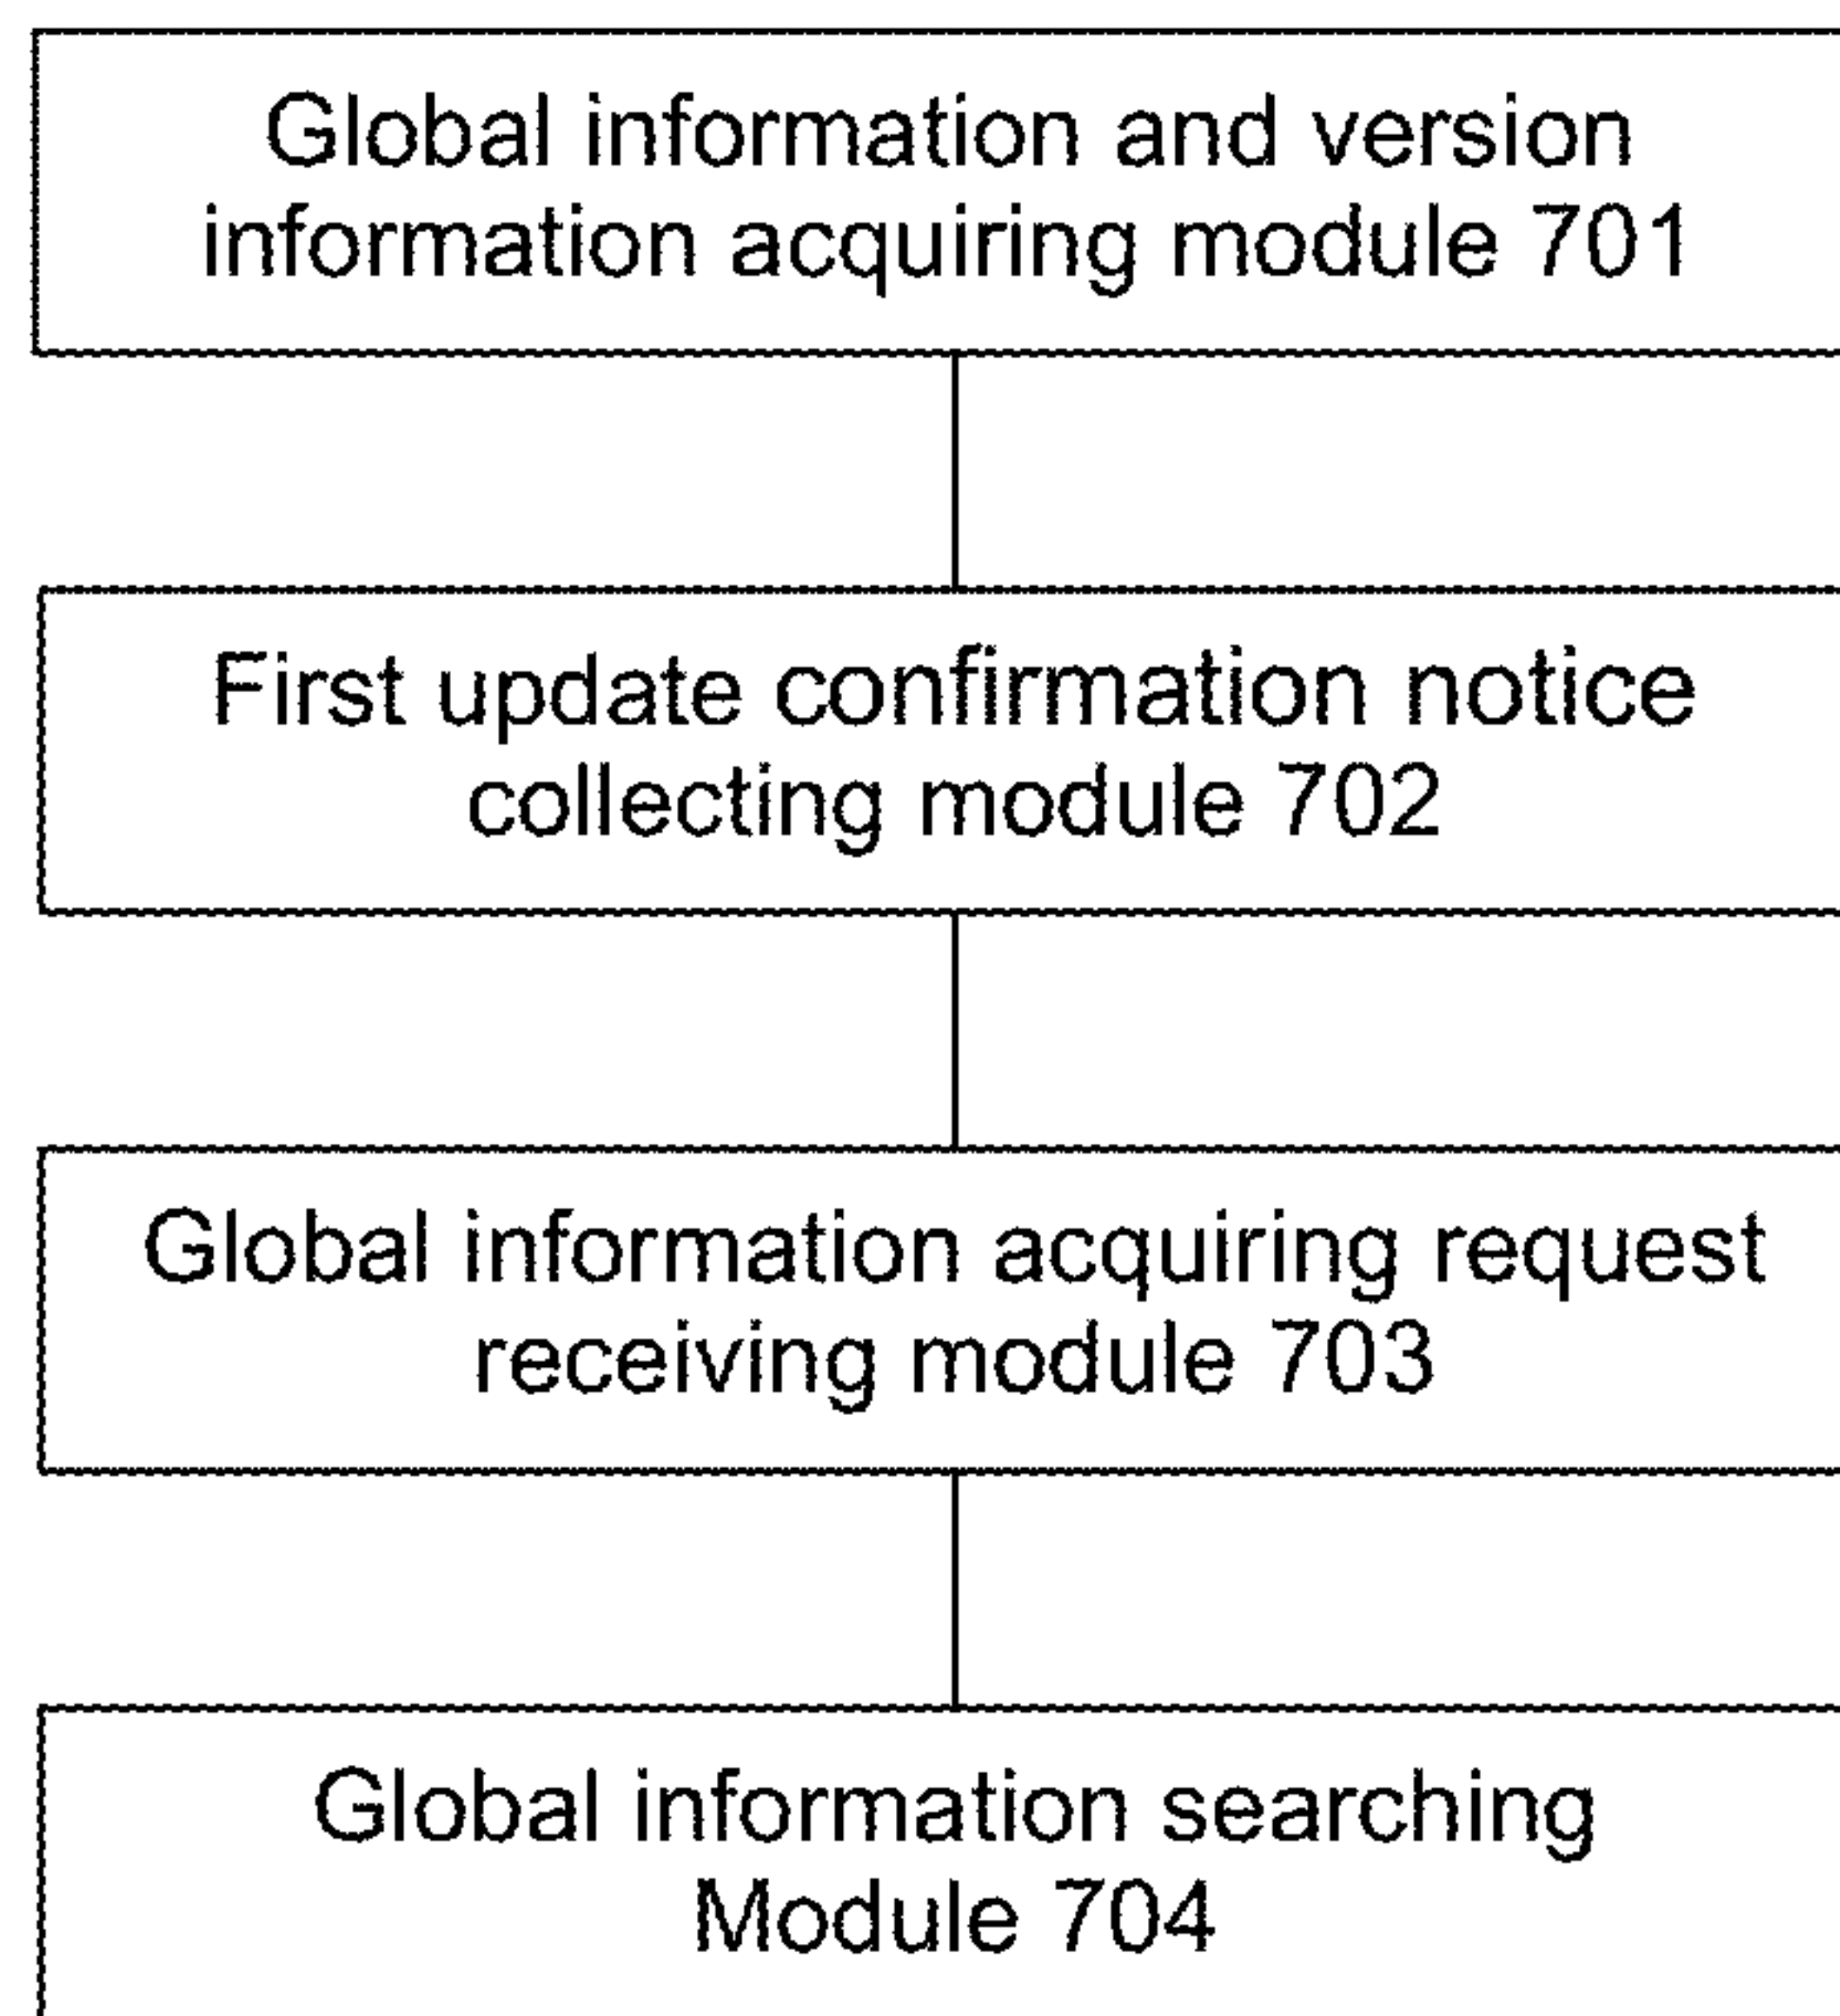 Global information and version
information acquiring module 701
First update confirmation notice
collecting module 702
Global information acquiring request
receiving module 703
Global information searching
Module 704